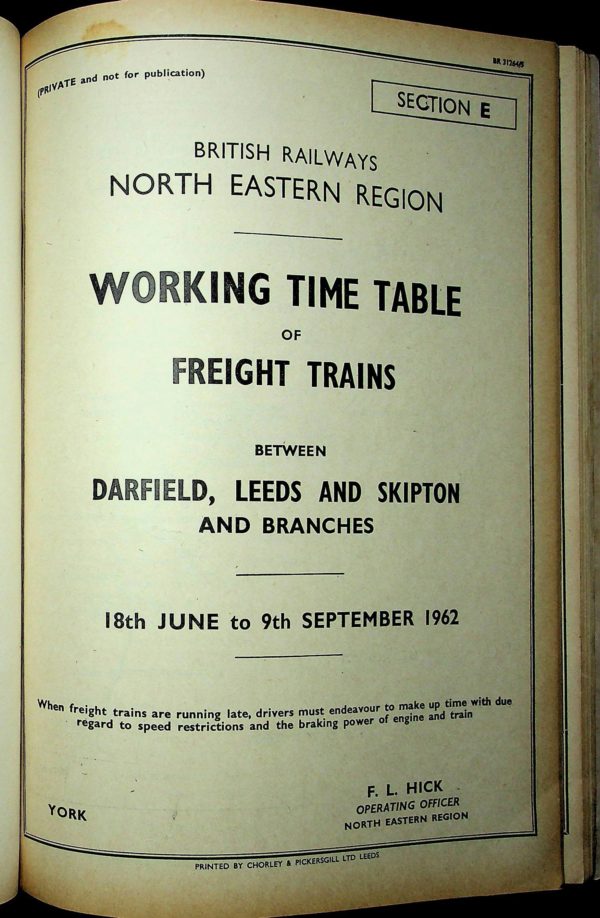 BR 31264/5
(PRIVATE and not for publication)
SECTION E
BRITISH RAILWAYS
NORTH EASTERN REGION
WORKING TIME TABLE
OF
FREIGHT TRAINS
BETWEEN
DARFIELD, LEEDS AND SKIPTON
AND BRANCHES
18th JUNE to 9th SEPTEMBER 1962
When freight trains are running late, drivers must endeavour to make up time with due
regard to speed restrictions and the braking power of engine and train
YORK
F. L. HICK
OPERATING OFFICER
NORTH EASTERN REGION
PRINTED BY CHORLEY & PICKERSGILL LTD LEEDS